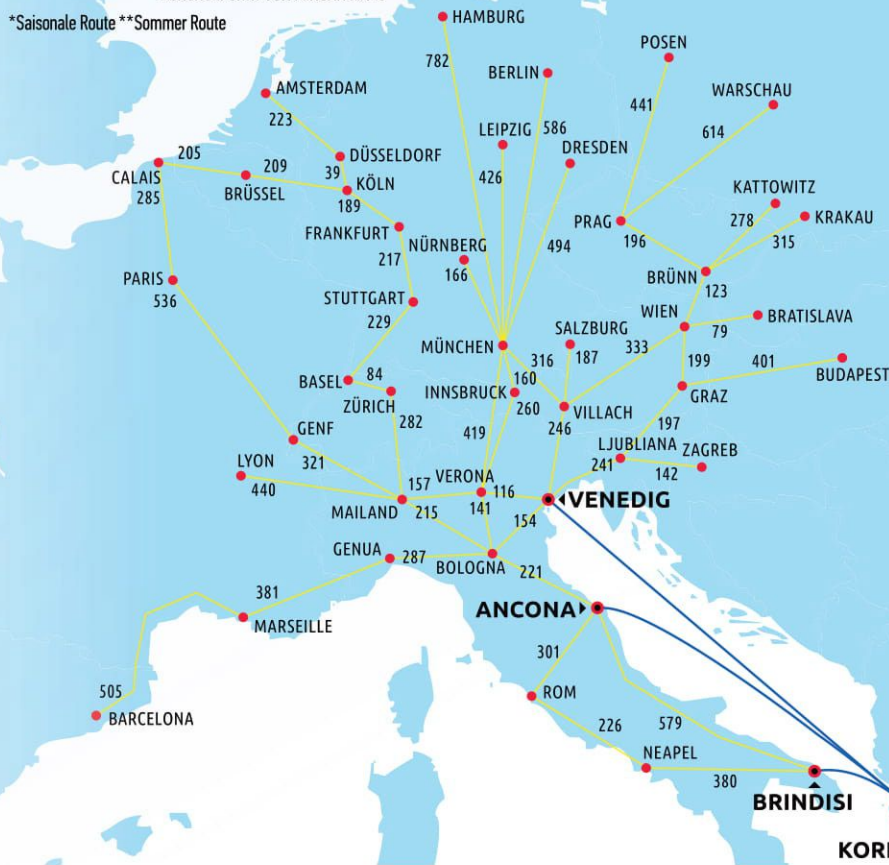 *Saisonale Route **Sommer Route
HAMBURG
782
POSEN
BERLIN
AMSTERDAM
WARSCHAU
441
223
586
614
LEIPZIG
DRESDEN
205
DÜSSELDORF
209
39
426
CALAIS
BRÜSSEL
KÖLN
KATTOWITZ
285
189
278
KRAKAU
FRANKFURT
PRAG
315
NÜRNBERG
494
196
217
166
PARIS
BRÜNN
536
123
STUTTGART
WIEN
BRATISLAVA
229
SALZBURG
333
79
MÜNCHEN
316
187
199
401
BUDAPEST
BASEL
84
160
INNSBRUCK
GRAZ
ZÜRICH
260
VILLACH
282
246
197
GENF
419
LJUBLIANA
ZAGREB
LYON
321
241
142
VERONA
440
157
116
MAILAND
215
141
VENEDIG
154
GENUA
287
BOLOGNA
221
381
ANCONA
MARSEILLE
301
505
ROM
BARCELONA
226
579
NEAPEL
380
BRINDISI